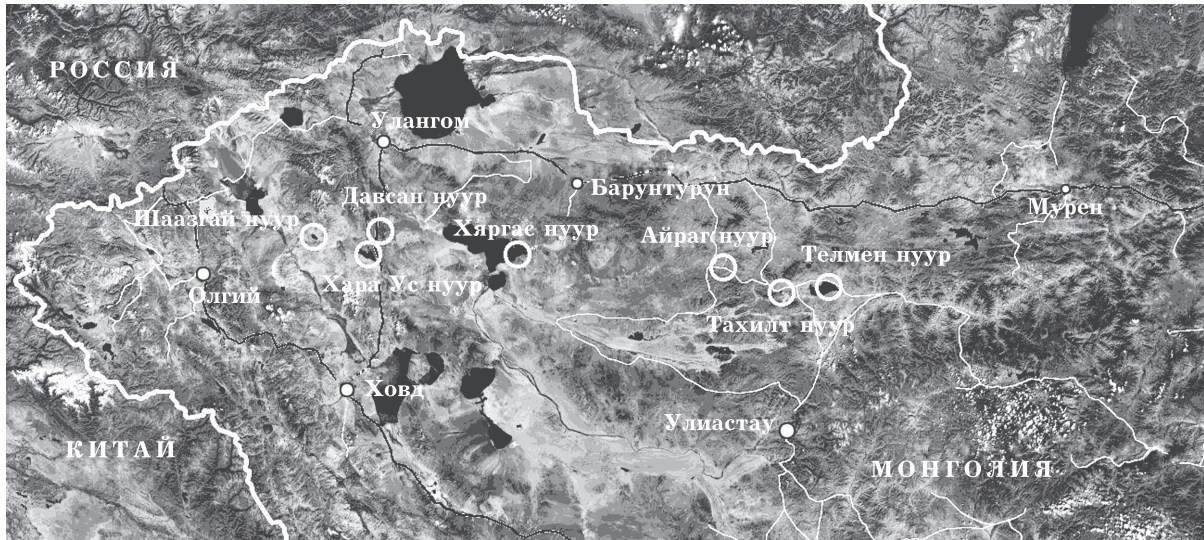 РОССИЯ
Улангом
Барунтурун
Давсан нуур
Шаазгай нуур
Мурен
Хяргас нуур
Айраг нуур
Телмен нуур
Хара Ус нуур
Олгий
Тахилт нуур
Ховд
Улиастау
КИТАЙ
МОНГОЛИЯ